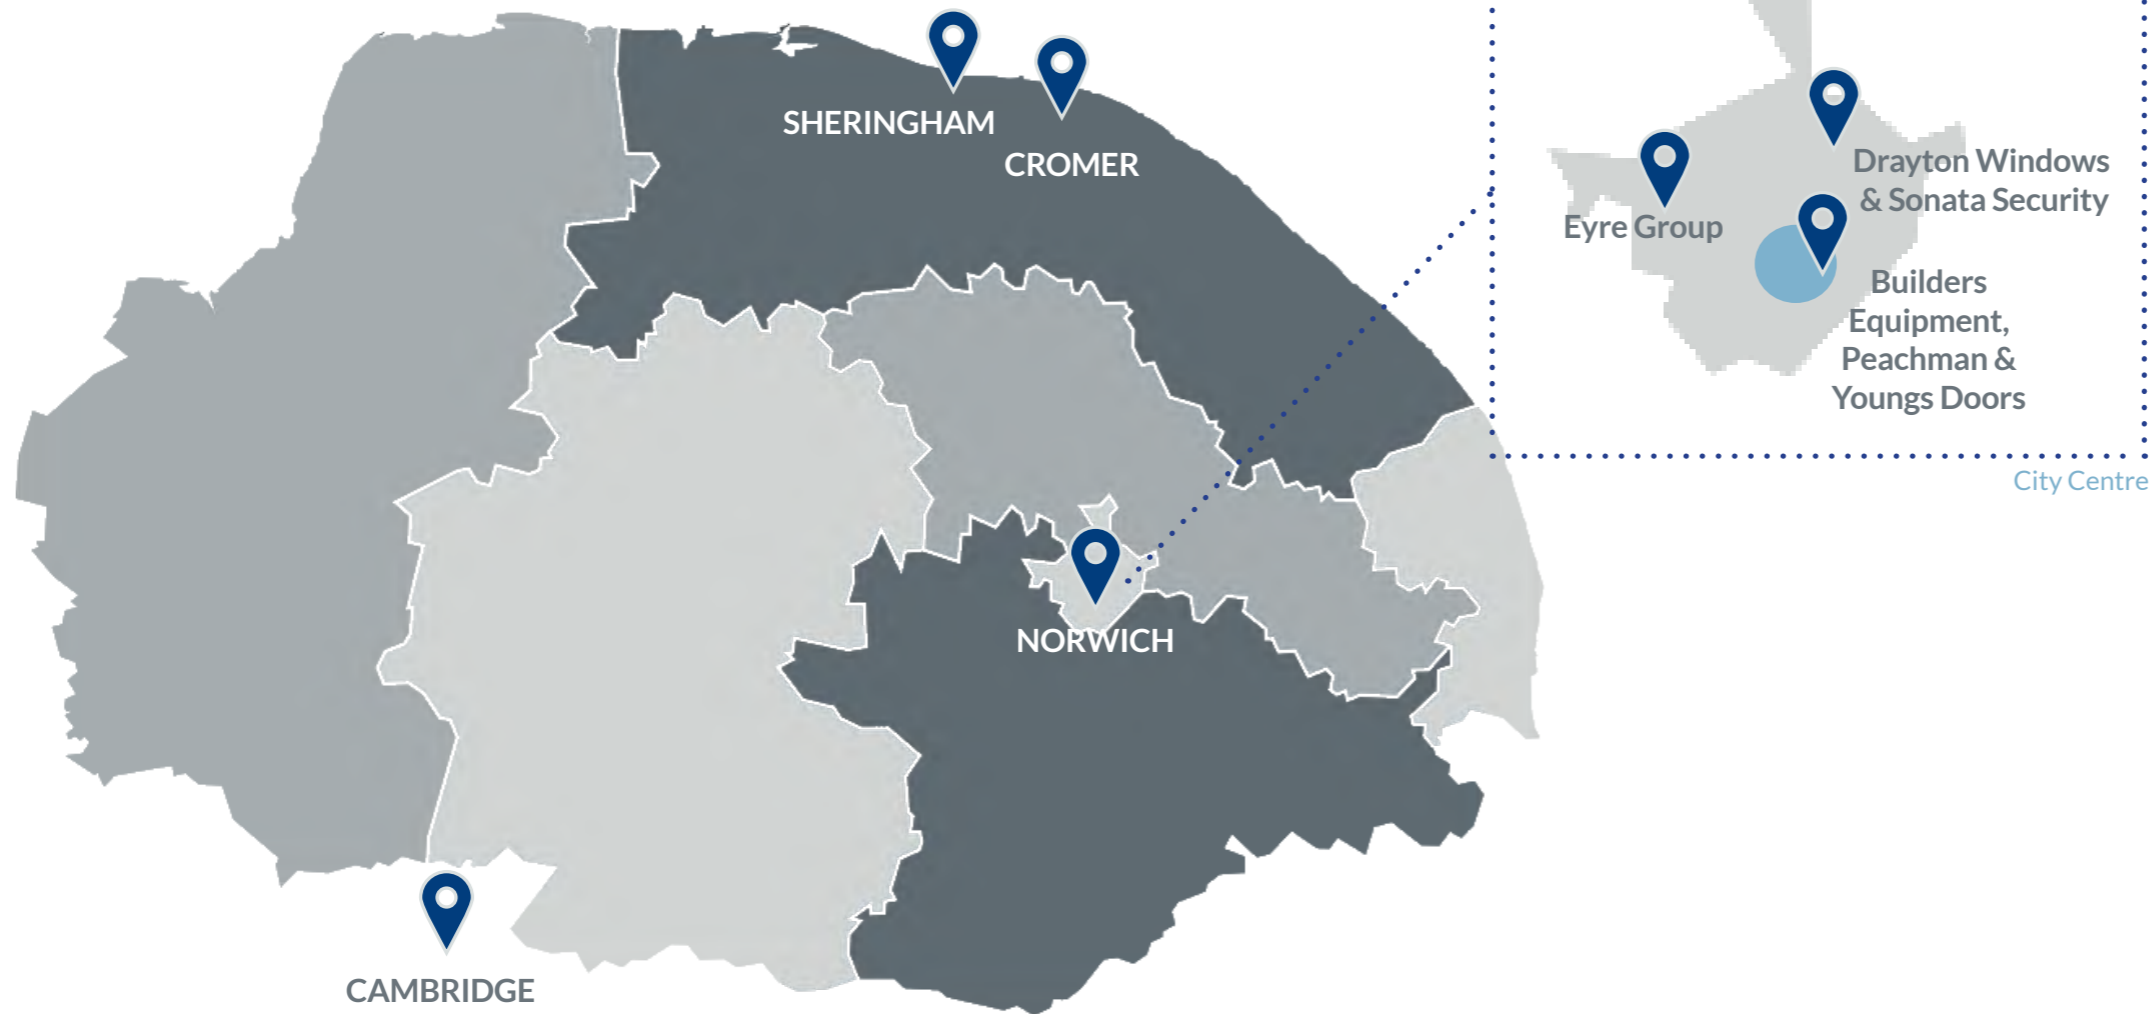 SHERINGHAM
CROMER
NORWICH
CAMBRIDGE
Drayton Windows
& Sonata Security
Eyre Group
Builders
Equipment,
Peachman &
Youngs Doors
City Centre